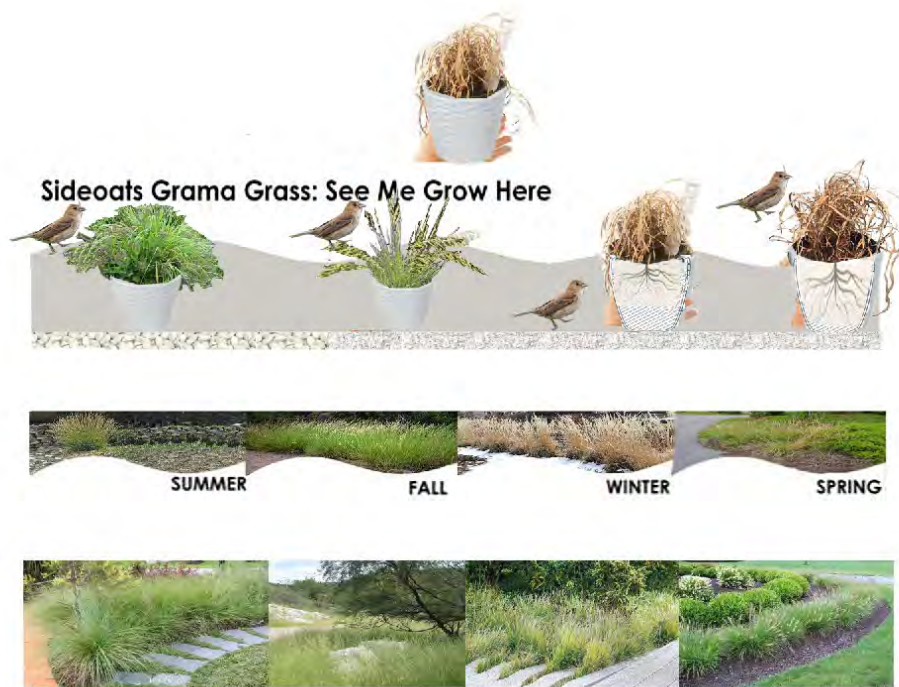 Sideoats Grama Grass: See Me Grow Here
SUMMER
FALL
WINTER
SPRING